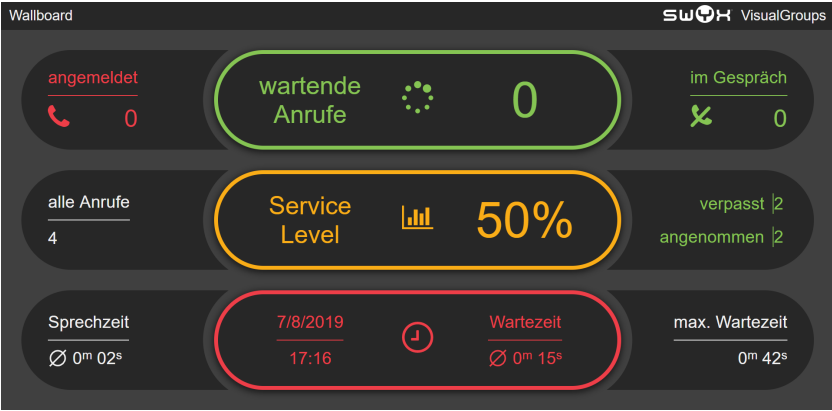 Wallboard
swyx VisualGroups
angemeldet
0
wartende
Anrufe
0
im Gespräch
0
alle Anrufe
4
Service
Level
50%
verpasst |2
angenommen |2
Sprechzeit
Ø 0m 02s
7/8/2019
17:16
Wartezeit
Ø 0m 15s
max. Wartezeit
0m 42s